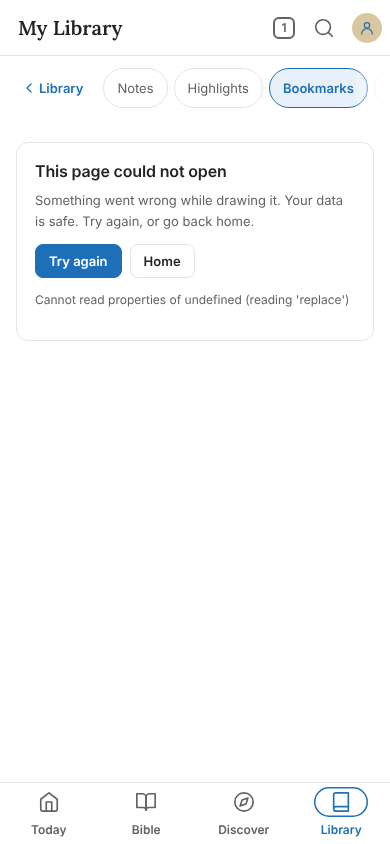 My Library
1
Library
Notes
Highlights
Bookmarks
This page could not open
Something went wrong while drawing it. Your data
is safe. Try again, or go back home.
Try again
Home
Cannot read properties of undefined (reading 'replace')
Today
Bible
Discover
Library